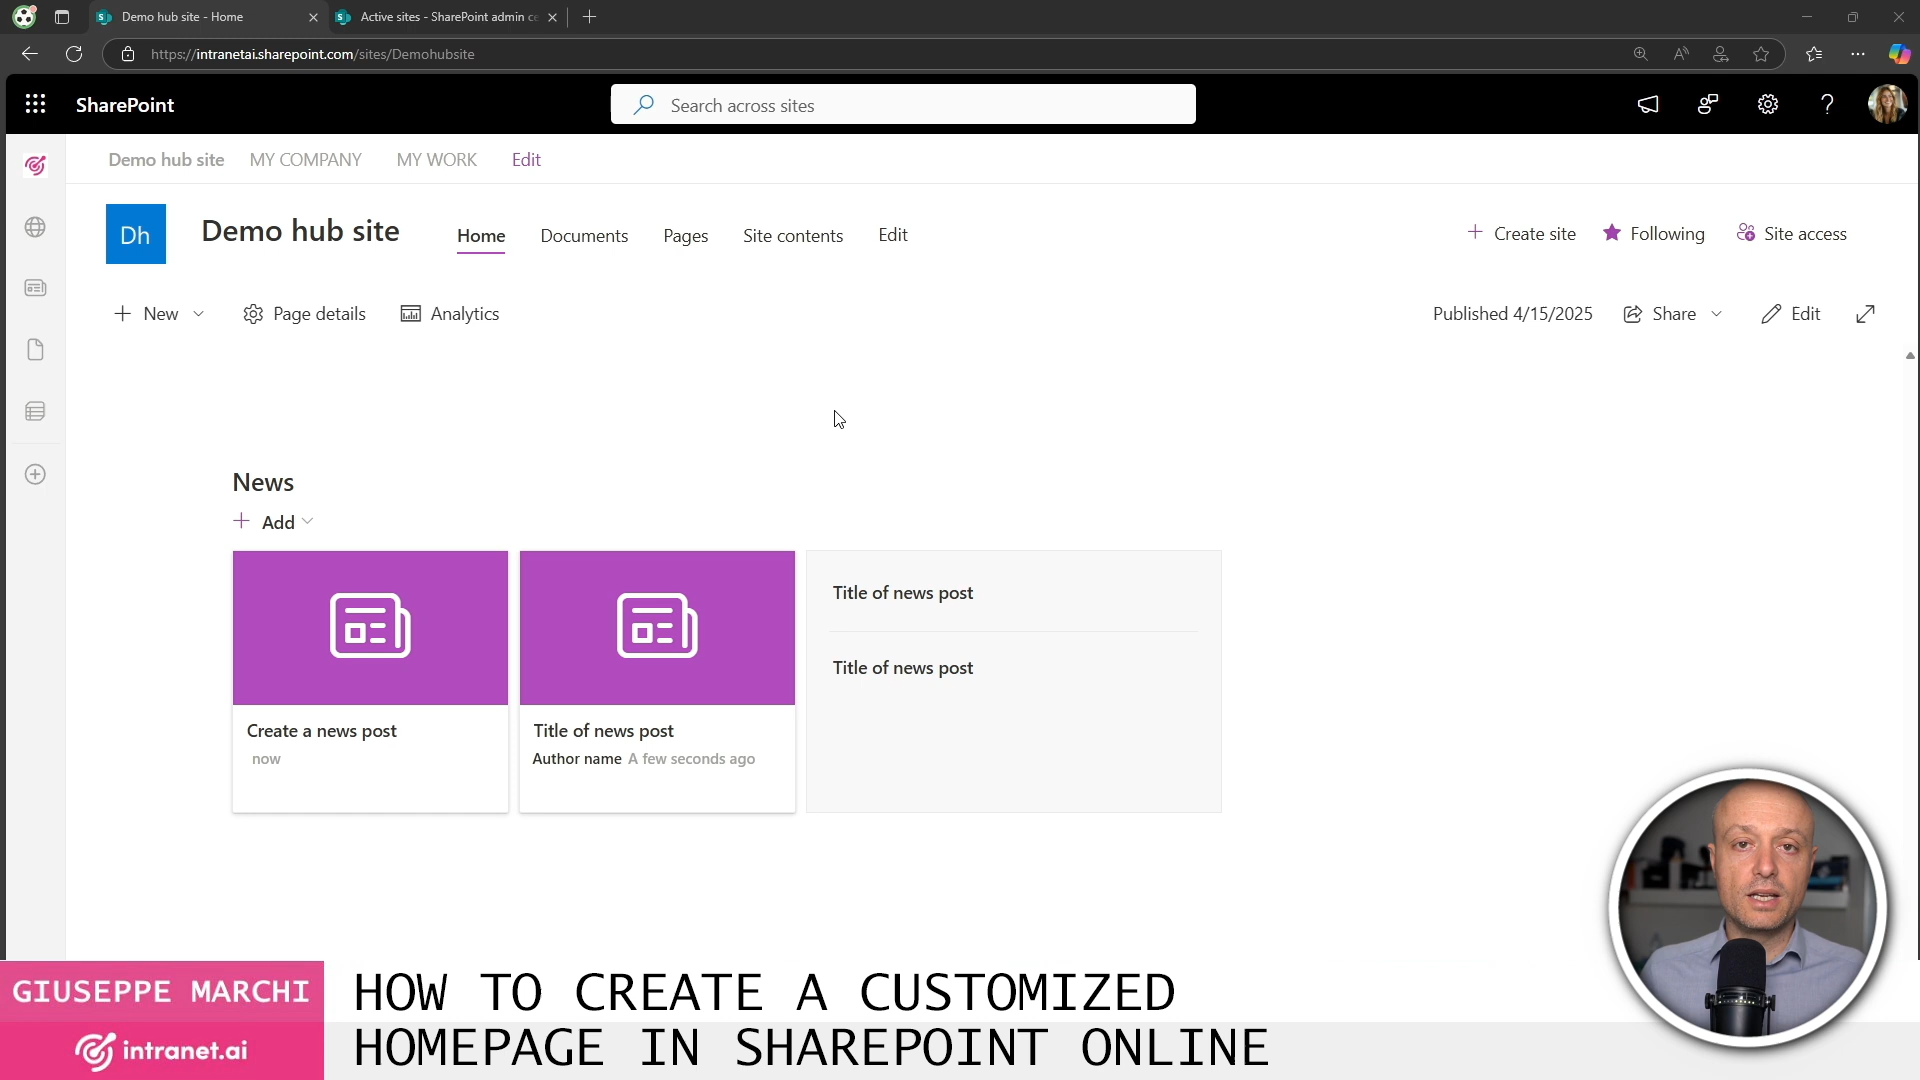 Demo hub site - Home
Active sites - SharePoint admin ce
https://intranetai.sharepoint.com/sites/Demohubsite
SharePoint
Search across sites
Demo hub site MY COMPANY MY WORK Edit
Dh
Demo hub site
Home Documents Pages Site contents Edit
Create site Following Site access
New Page details Analytics
Published 4/15/2025 Share Edit
News
Add
Create a news post
now
Title of news post
Author name A few seconds ago
Title of news post
Title of news post
GIUSEPPE MARCHI
intranet.ai
HOW TO CREATE A CUSTOMIZED
HOMEPAGE IN SHAREPOINT ONLINE